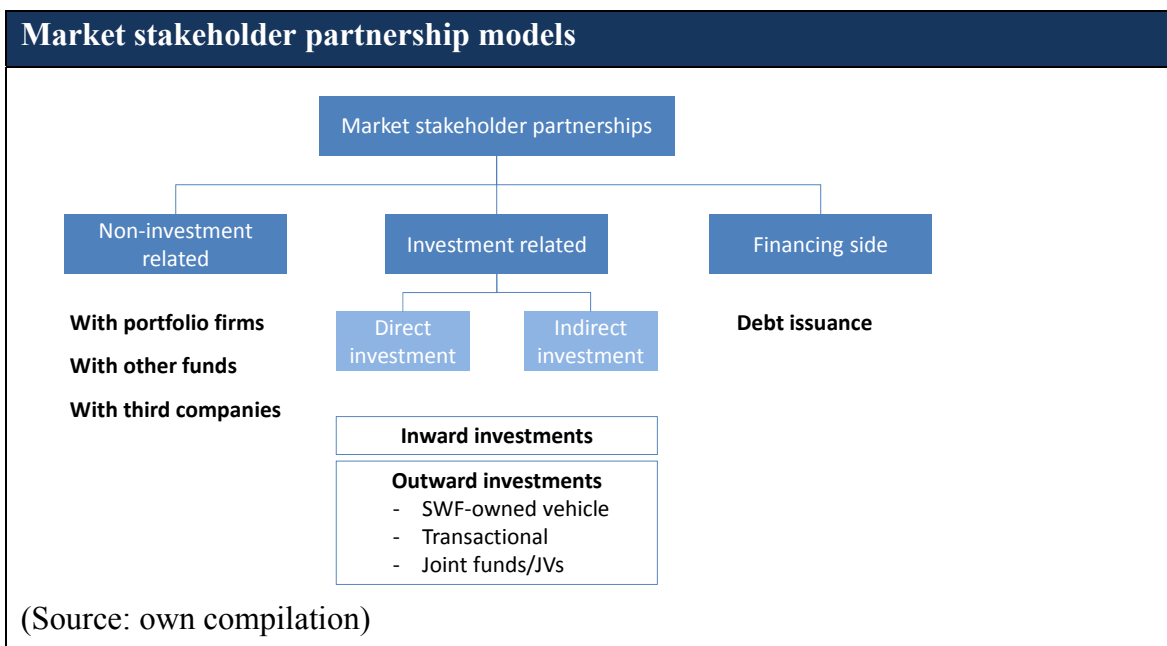 Market stakeholder partnership models
Market stakeholder partnerships
Non-investment
related
Investment related
Financing side
With portfolio firms
With other funds
With third companies
Direct
investment
Indirect
investment
Debt issuance
Inward investments
Outward investments
- SWF-owned vehicle
- Transactional
- Joint funds/JVs
(Source: own compilation)